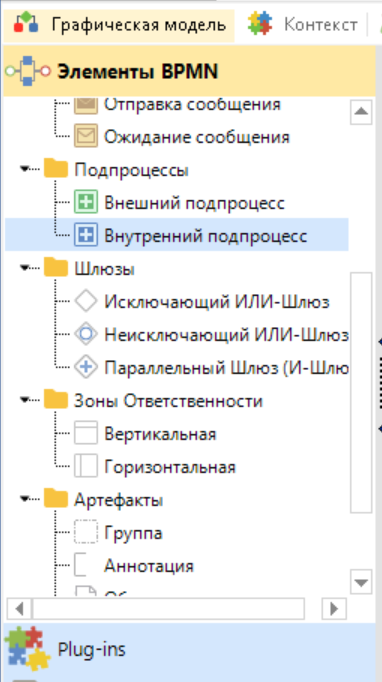 Графическая модель Контекст
Элементы BPMN
Отправка сообщения
Ожидание сообщения
Подпроцессы
Внешний подпроцесс
Внутренний подпроцесс
Шлюзы
Исключающий ИЛИ-Шлюз
Неисключающий ИЛИ-Шлюз
Параллельный Шлюз (И-Шлю
Зоны Ответственности
Вертикальная
Горизонтальная
Артефакты
Группа
Аннотация
Plug-ins